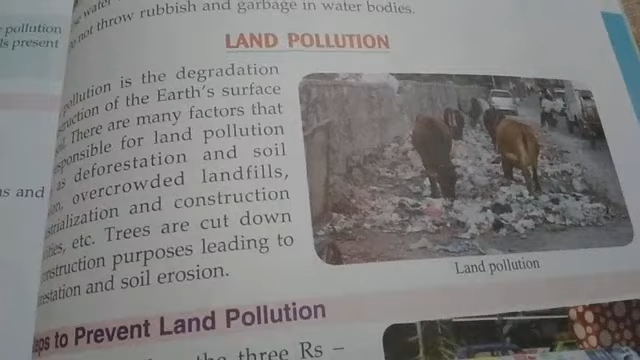 water
not throw rubbish and garbage in water bodies.
pollution
ls present
LAND POLLUTION
pollution is the degradation
of the Earth's surface
There are many factors that
for land pollution
as deforestation and soil
overcrowded landfills,
and construction
etc. Trees are cut down
construction purposes leading to
and soil erosion.
Land pollution
s and
to Prevent Land Pollution
the three Rs –